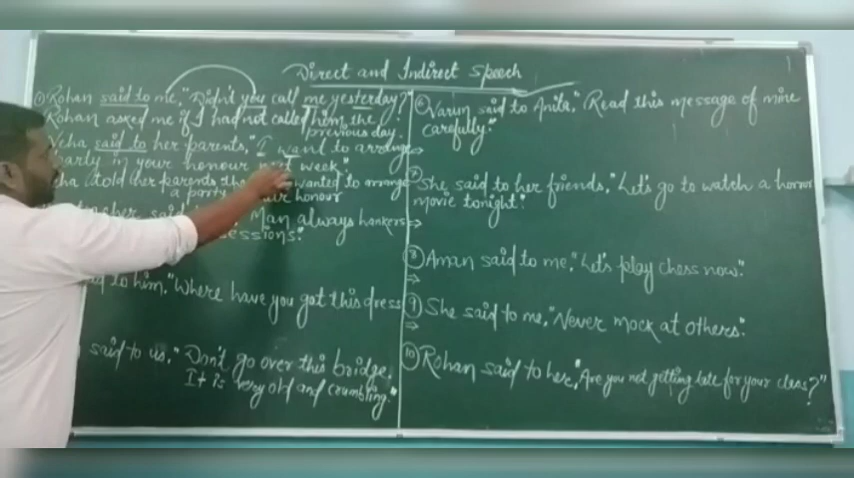 Direct and Indirect Speech
① Rohan said to me, "Didn't you call me yesterday?
Rohan asked me if I had not called him the
previous day.
Neha said to her parents, "I want to arrange
party in your honour next week."
told her parents wanted to arrange
a party honour
Man always hankers
⇒
said to him, "Where have you got this dress
said to us, "Don't go over this bridge.
It is very old and crumbling."
⑥ Varun said to Anita, "Read this message of mine
carefully."
⇒
⑦ She said to her friends, "Let's go to watch a horror
movie tonight."
⇒
⑧ Aman said to me, "Let's play chess now."
⇒
⑨ She said to me, "Never mock at others".
⇒
⑩ Rohan said to here, "Are you not getting late for your class?"